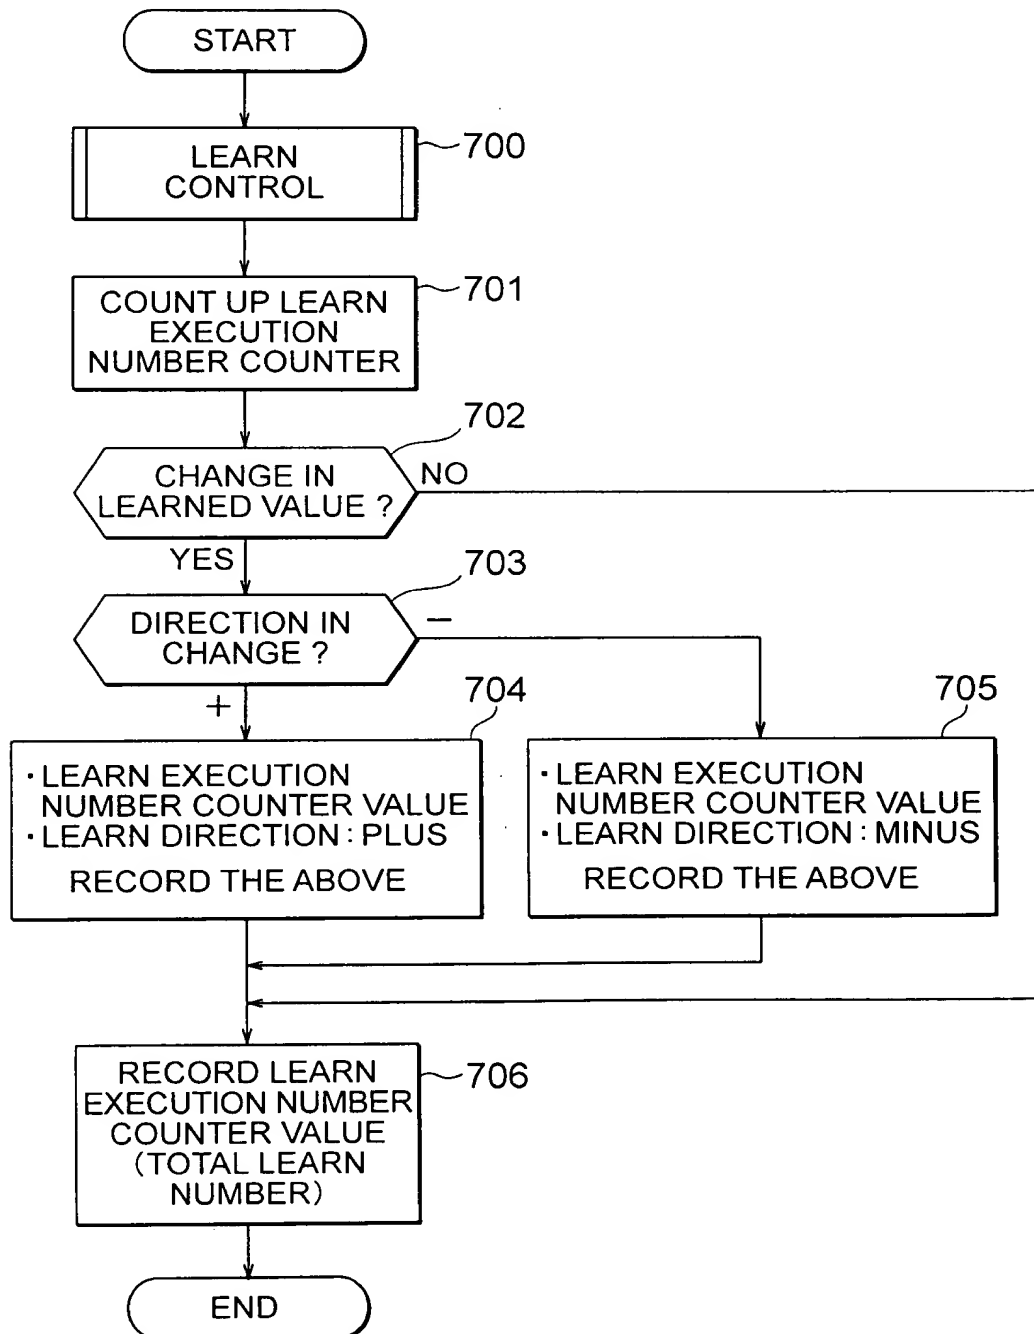 START
LEARN
CONTROL
700
COUNT UP LEARN
EXECUTION
NUMBER COUNTER
701
702
CHANGE IN
LEARNED VALUE ?
NO
YES
703
DIRECTION IN
CHANGE ?
−
+
704
・LEARN EXECUTION
NUMBER COUNTER VALUE
・LEARN DIRECTION : PLUS
RECORD THE ABOVE
705
・LEARN EXECUTION
NUMBER COUNTER VALUE
・LEARN DIRECTION : MINUS
RECORD THE ABOVE
RECORD LEARN
EXECUTION NUMBER
COUNTER VALUE
(TOTAL LEARN
NUMBER)
706
END